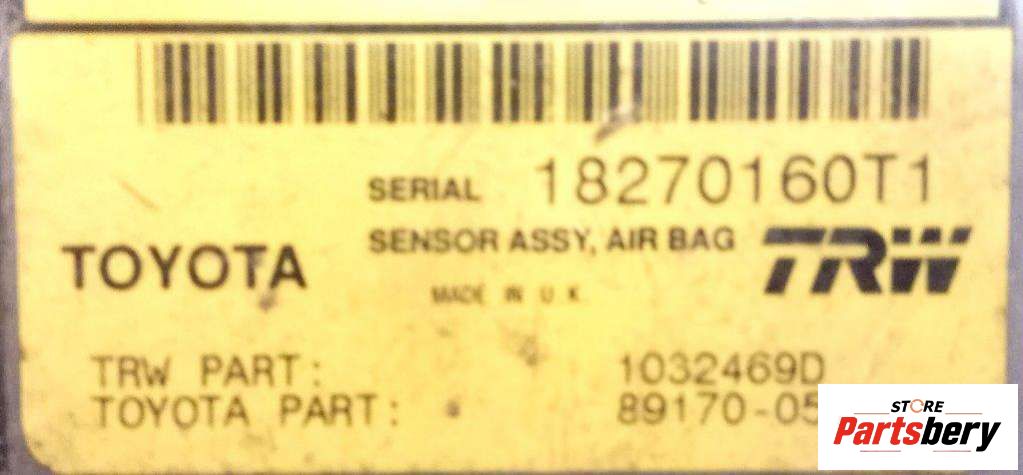 SERIAL 18270160T1
SENSOR ASSY, AIR BAG
TOYOTA
TRW
MADE IN U.K.
TRW PART: 1032469D
TOYOTA PART: 89170-05
STORE
Partsbery